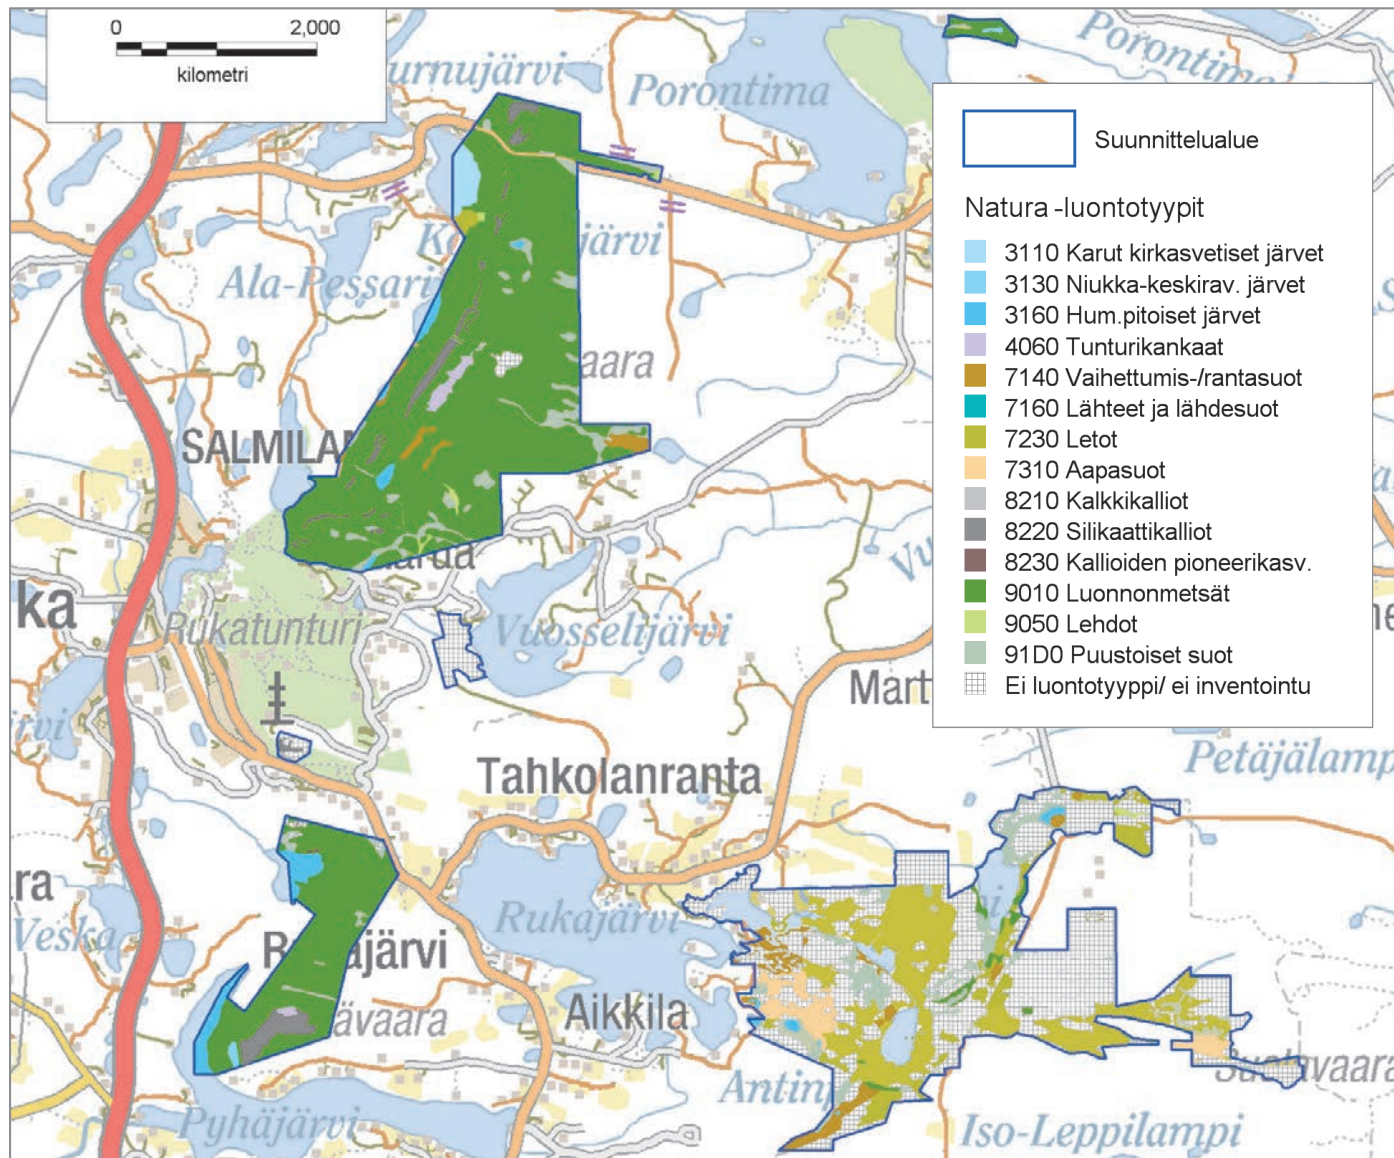 0 2,000
kilometri
urnujärvi
Porontima
Porontima
järvi
Ala-Pessari
aara
SALMILA
ka
Rukatunturi
Vuosselijärvi
Mart
ärvi
Tahkolanranta
Petäjälamp
ra
Veska
Rukajärvi
ajärvi
ävaara
Aikkila
Antin
Pyhäjärvi
Iso-Leppilampi
Suunnittelualue
Natura -luontotyypit
3110 Karut kirkasvetiset järvet
3130 Niukka-keskirav. järvet
3160 Hum.pitoiset järvet
4060 Tunturikankaat
7140 Vaihettumis-/rantasuot
7160 Lähteet ja lähdesuot
7230 Letot
7310 Aapasuot
8210 Kalkkikalliot
8220 Silikaattikalliot
8230 Kallioiden pioneerikasv.
9010 Luonnonmetsät
9050 Lehdot
91D0 Puustoiset suot
Ei luontotyyppi/ ei inventointu